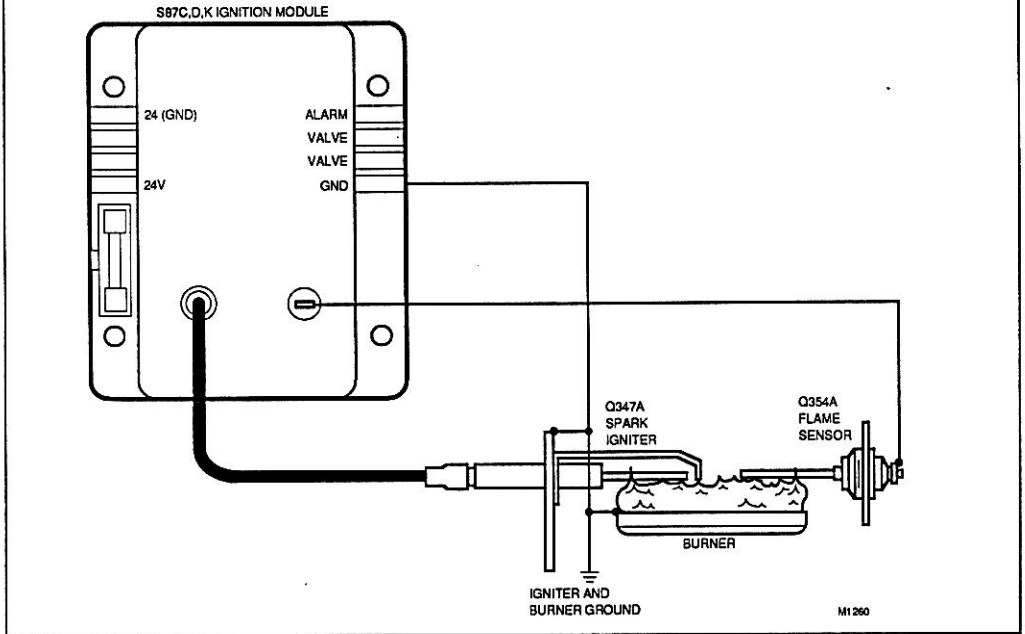 S87C,D,K IGNITION MODULE
24 (GND)
ALARM
VALVE
VALVE
24V
GND
Q347A
SPARK
IGNITER
Q354A
FLAME
SENSOR
BURNER
IGNITER AND
BURNER GROUND
M1260